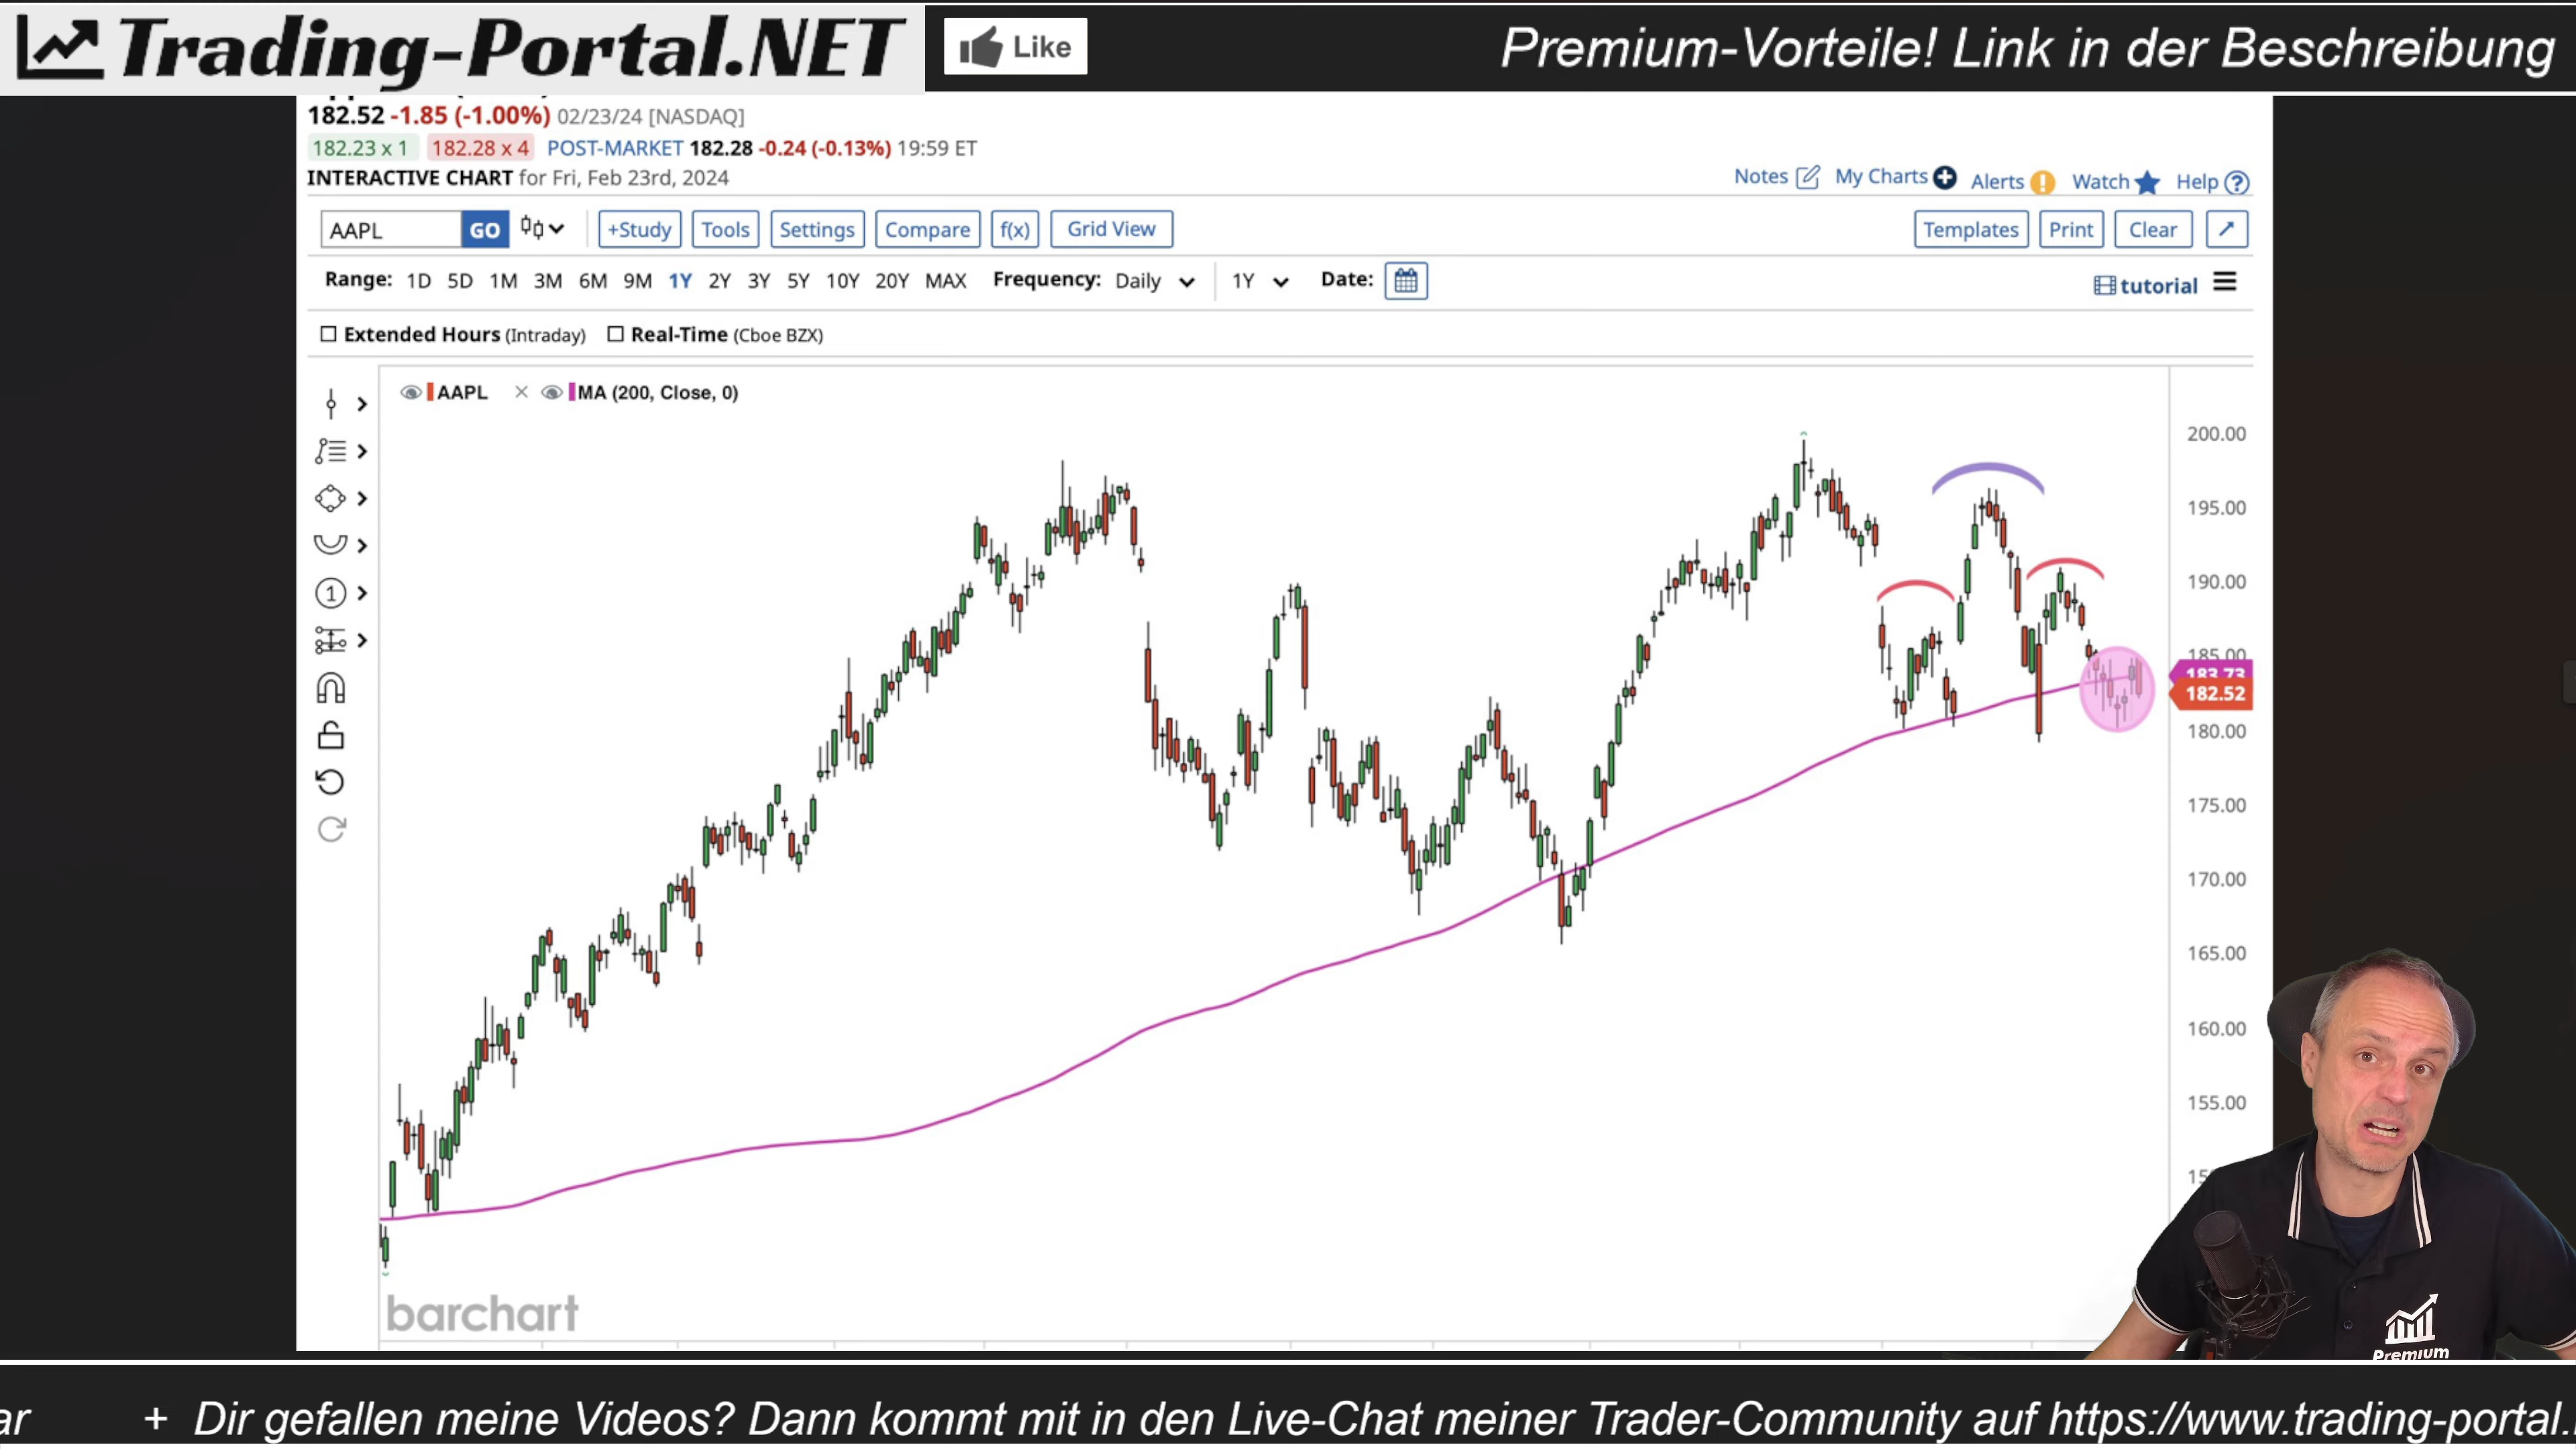 Trading-Portal.NET
Like
Premium-Vorteile! Link in der Beschreibung
182.52 -1.85 (-1.00%) 02/23/24 [NASDAQ]
182.23 x 1 182.28 x 4 POST-MARKET 182.28 -0.24 (-0.13%) 19:59 ET
INTERACTIVE CHART for Fri, Feb 23rd, 2024
Notes My Charts Alerts Watch Help
AAPL GO +Study Tools Settings Compare f(x) Grid View Templates Print Clear
Range: 1D 5D 1M 3M 6M 9M 1Y 2Y 3Y 5Y 10Y 20Y MAX Frequency: Daily 1Y Date: tutorial
Extended Hours (Intraday) Real-Time (Cboe BZX)
AAPL MA (200, Close, 0)
200.00
195.00
190.00
185.00
183.73
182.52
180.00
175.00
170.00
165.00
160.00
155.00
15
barchart
Premium
ar + Dir gefallen meine Videos? Dann kommt mit in den Live-Chat meiner Trader-Community auf https://www.trading-portal.